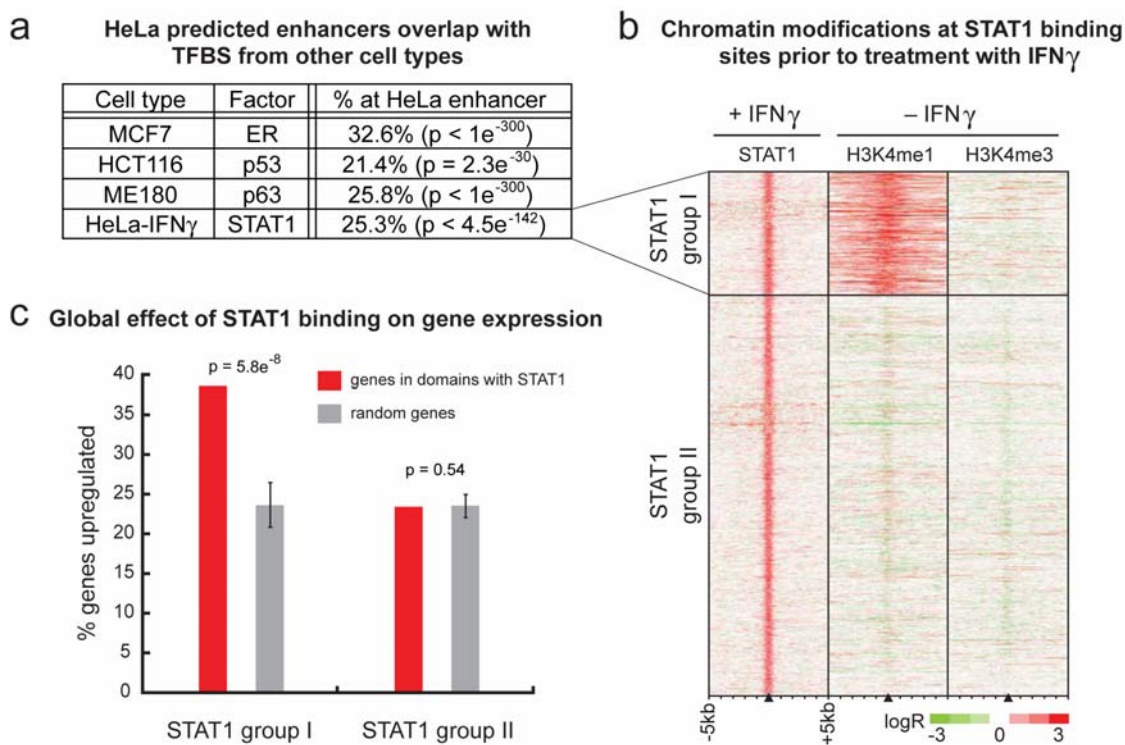 a
HeLa predicted enhancers overlap with
TFBS from other cell types
Cell type Factor % at HeLa enhancer
MCF7 ER 32.6% (p < 1e-300)
HCT116 p53 21.4% (p = 2.3e-30)
ME180 p63 25.8% (p < 1e-300)
HeLa-IFNγ STAT1 25.3% (p < 4.5e-142)
b
Chromatin modifications at STAT1 binding
sites prior to treatment with IFNγ
+ IFNγ – IFNγ
STAT1 H3K4me1 H3K4me3
STAT1
group I
STAT1
group II
-5kb
+5kb
logR
-3 0 3
c
Global effect of STAT1 binding on gene expression
p = 5.8e-8
genes in domains with STAT1
random genes
p = 0.54
% genes upregulated
40
35
30
25
20
15
10
5
0
STAT1 group I STAT1 group II